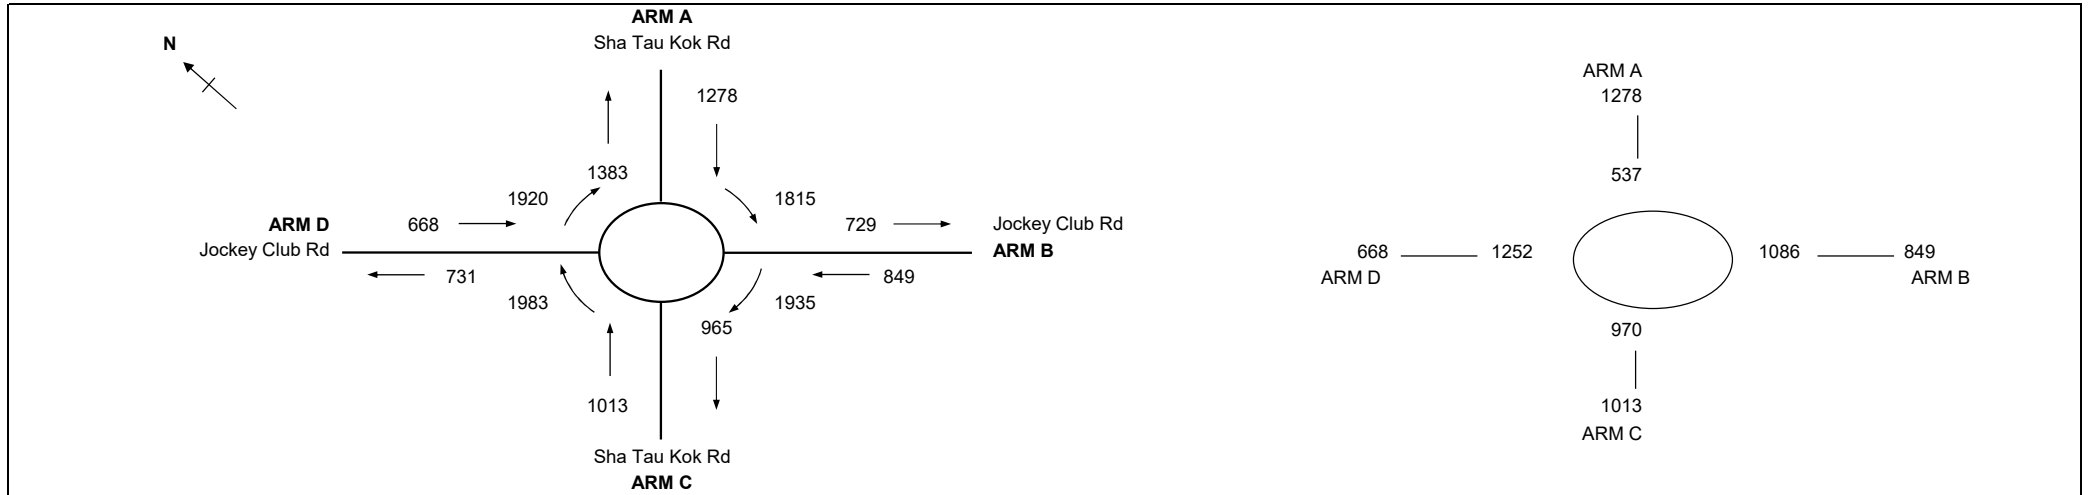 ARM A
Sha Tau Kok Rd
N
1278
1383
1920
1815
ARM D
668
729
Jockey Club Rd
Jockey Club Rd
ARM B
731
849
1983
1935
965
1013
Sha Tau Kok Rd
ARM C
ARM A
1278
537
668
1252
1086
849
ARM D
ARM B
970
1013
ARM C